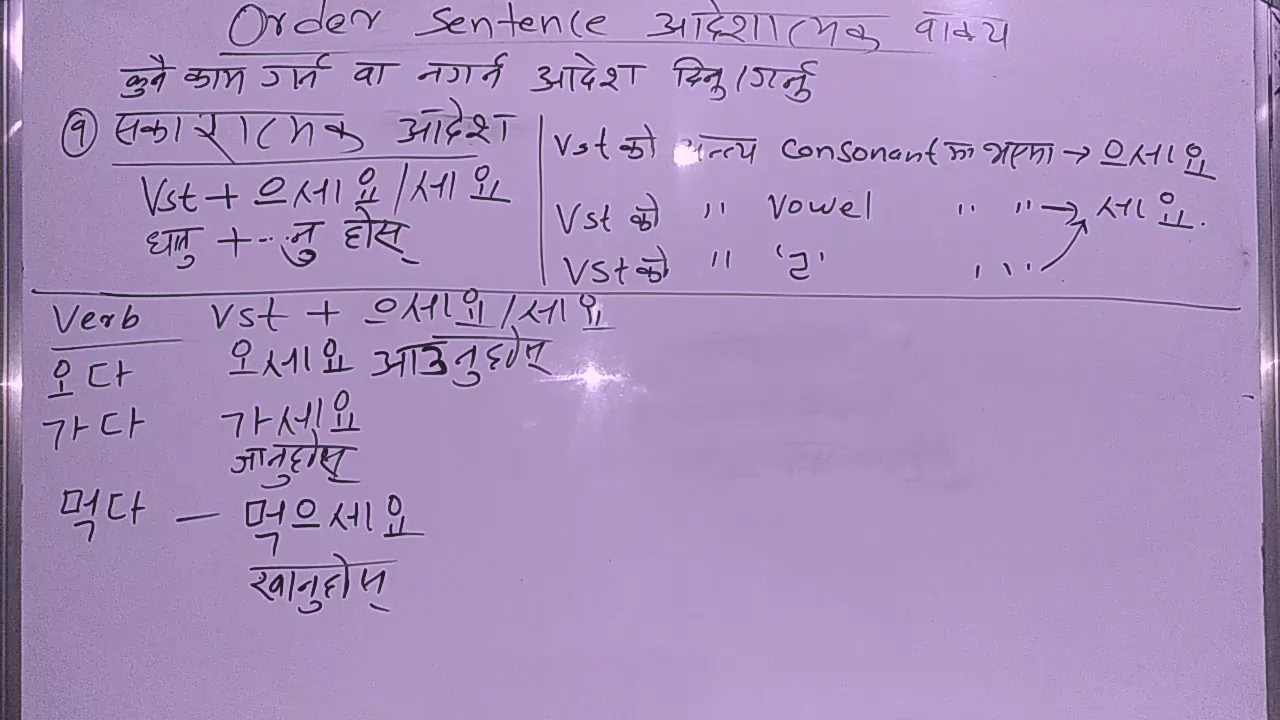 Order Sentence आदेशात्मक वाक्य
कुनै काम गर्न वा नगर्न आदेश दिनु/गर्नु
१ सकारात्मक आदेश
Vst + 으세요/세요
धातु + ...नु होस्
Vst को अन्त्य consonant मा भएमा → 으세요
Vst को " Vowel " " → 세요.
Vst को " 'ㄹ' " "
Verb Vst + 으세요/세요
오다 오세요 आउनुहोस्
가다 가세요
जानुहोस्
먹다 - 먹으세요
खानुहोस्